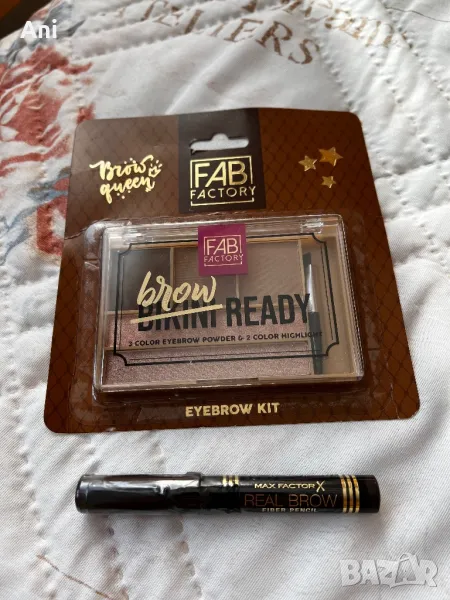 Ani
ATELIERS
Brow
queen
FAB
FACTORY
FAB
FACTORY
brow
BIKINI READY
2 COLOR EYEBROW POWDER & 2 COLOR HIGHLIGHT
EYEBROW KIT
MAX FACTOR X
REAL BROW
FIBER PENCIL
BAZAR